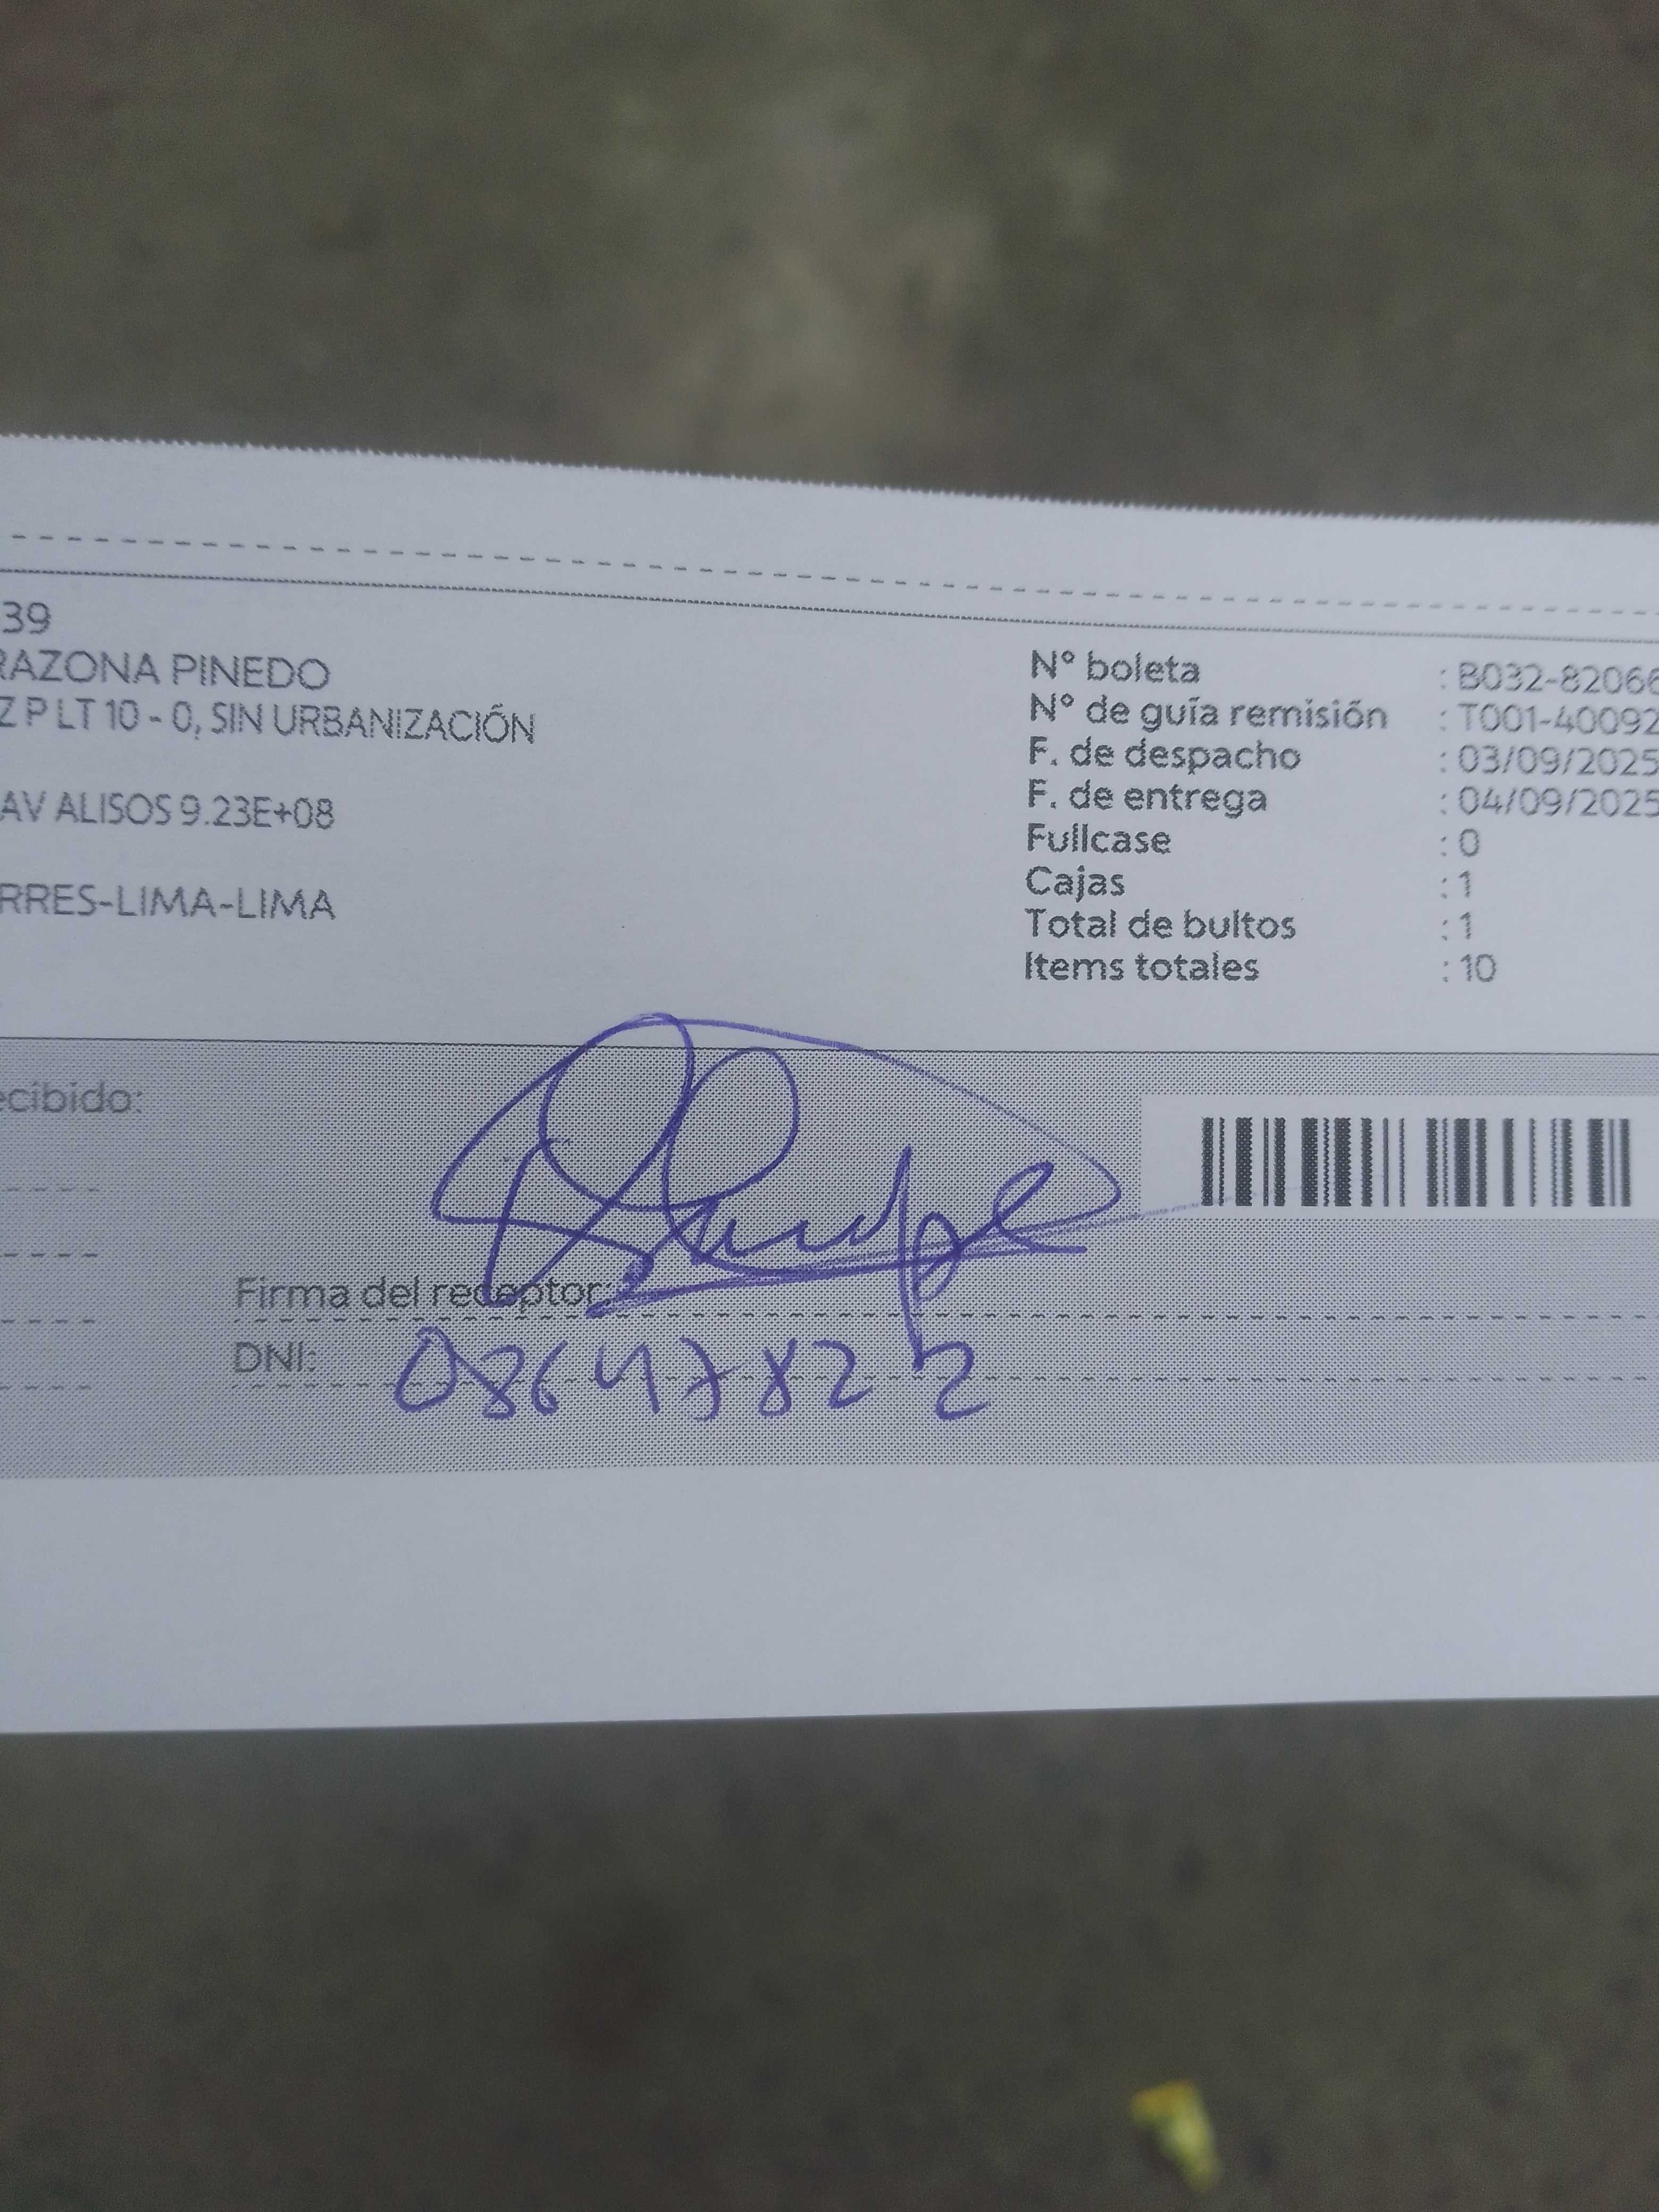 39
RAZONA PINEDO
Z P LT 10 - 0, SIN URBANIZACIÓN
AV ALISOS 9.23E+08
RRES-LIMA-LIMA
N° boleta : B032-82066
N° de guía remisión : T001-40092
F. de despacho : 03/09/2025
F. de entrega : 04/09/2025
Fullcase : 0
Cajas : 1
Total de bultos : 1
Items totales : 10
ecibido:
Firma del receptor:
DNI: 08647822